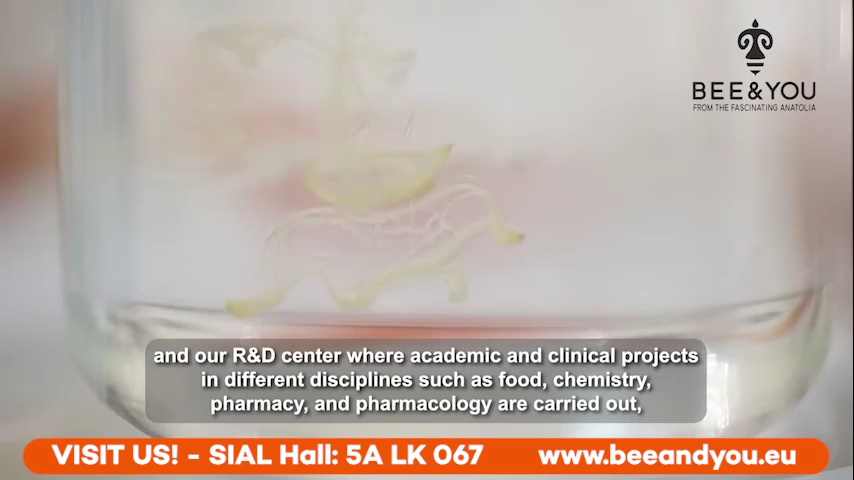 BEE&YOU
FROM THE FASCINATING ANATOLIA
and our R&D center where academic and clinical projects
in different disciplines such as food, chemistry,
pharmacy, and pharmacology are carried out,
VISIT US! - SIAL Hall: 5A LK 067 www.beeandyou.eu